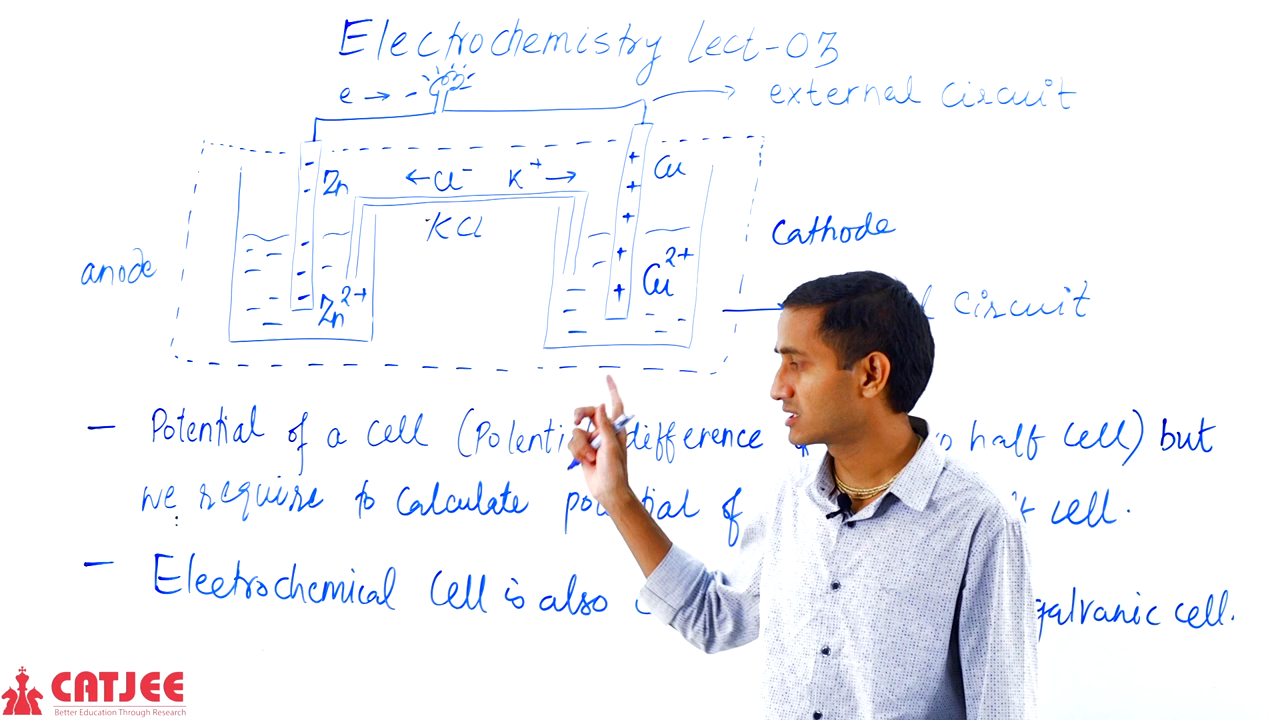 Electrochemistry Lect-03
e → -
external circuit
Zn
Cl⁻ K⁺
Cu
KCl
Cathode
anode
Zn²⁺
Cu²⁺
circuit
- Potential of a cell (Potenti difference half cell) but
we require to calculate of cell.
- Electrochemical cell is also galvanic cell.
CATJEE
Better Education Through Research